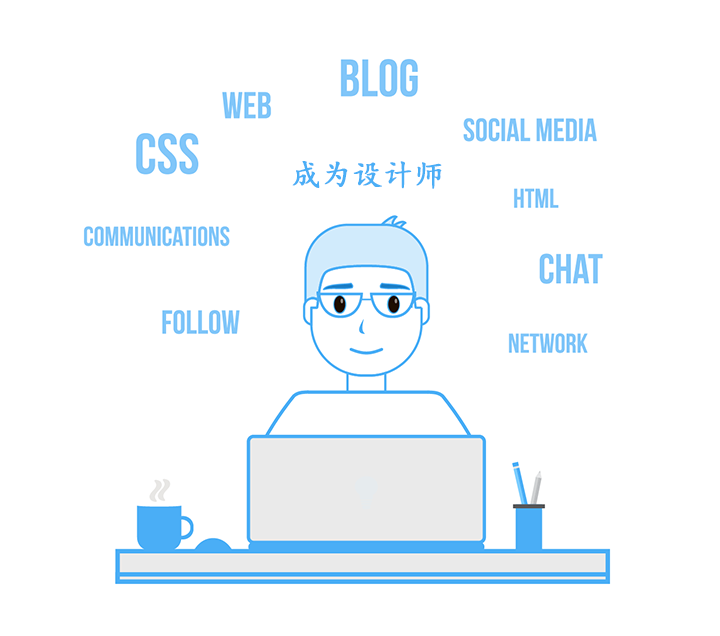 BLOG
WEB
SOCIAL MEDIA
CSS
成为设计师
HTML
COMMUNICATIONS
CHAT
FOLLOW
NETWORK